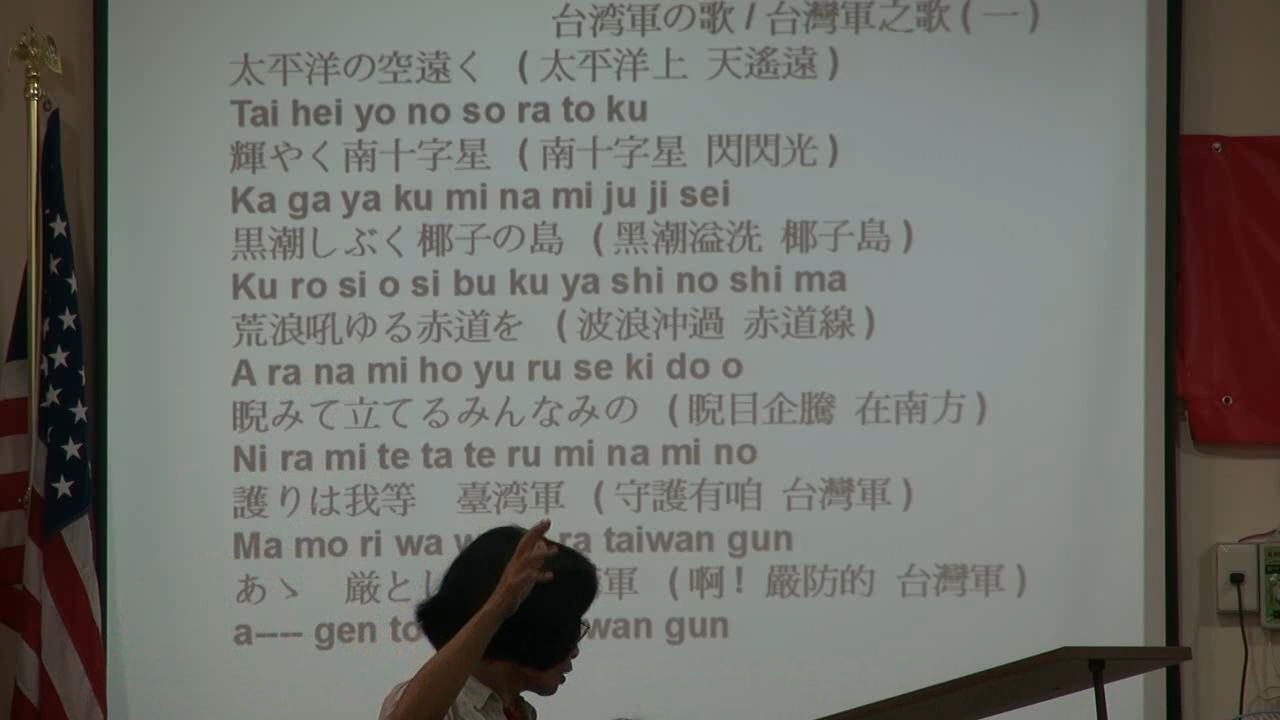 台湾軍の歌 / 台灣軍之歌 ( 一 )
太平洋の空遠く ( 太平洋上 天遙遠 )
Tai hei yo no so ra to ku
輝やく南十字星 ( 南十字星 閃閃光 )
Ka ga ya ku mi na mi ju ji sei
黒潮しぶく椰子の島 ( 黑潮溢洗 椰子島 )
Ku ro si o si bu ku ya shi no shi ma
荒浪吼ゆる赤道を ( 波浪沖過 赤道線 )
A ra na mi ho yu ru se ki do o
睨みて立てるみんなみの ( 睨目企騰 在南方 )
Ni ra mi te ta te ru mi na mi no
護りは我等 臺湾軍 ( 守護有咱 台灣軍 )
Ma mo ri wa ra taiwan gun
あゝ 厳と 軍 ( 啊! 嚴防的 台灣軍 )
a---- gen to wan gun